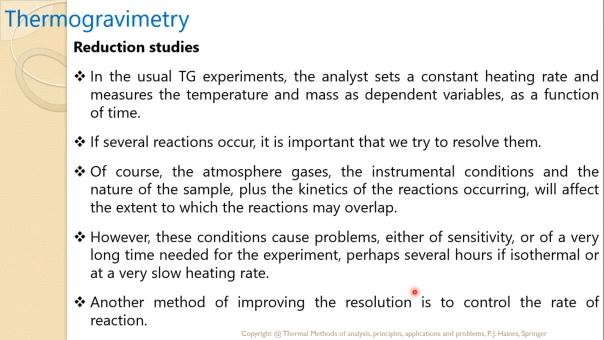 Thermogravimetry
Reduction studies
❖ In the usual TG experiments, the analyst sets a constant heating rate and
measures the temperature and mass as dependent variables, as a function
of time.
❖ If several reactions occur, it is important that we try to resolve them.
❖ Of course, the atmosphere gases, the instrumental conditions and the
nature of the sample, plus the kinetics of the reactions occurring, will affect
the extent to which the reactions may overlap.
❖ However, these conditions cause problems, either of sensitivity, or of a very
long time needed for the experiment, perhaps several hours if isothermal or
at a very slow heating rate.
❖ Another method of improving the resolution is to control the rate of
reaction.
Copyright @ Thermal Methods of analysis, principles, applications and problems, P. J. Haines, Springer